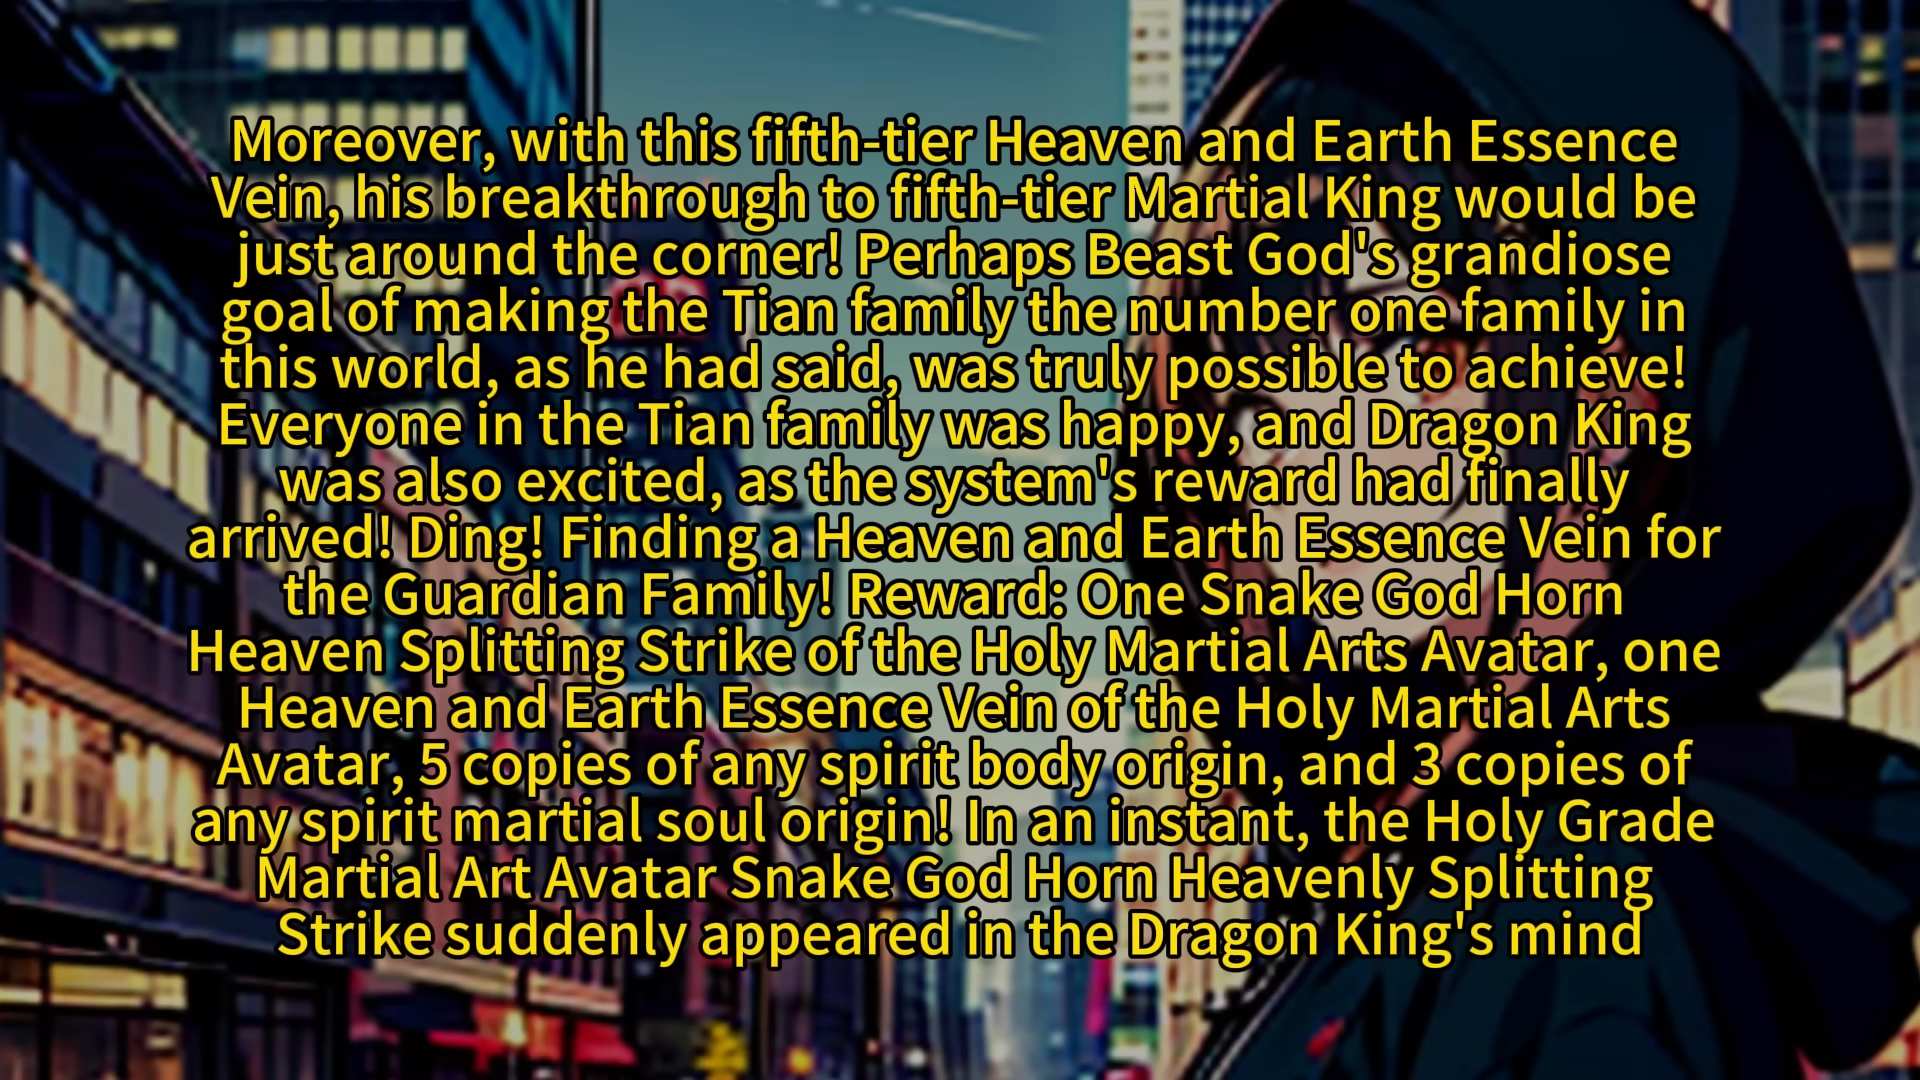 Moreover, with this fifth-tier Heaven and Earth Essence
Vein, his breakthrough to fifth-tier Martial King would be
just around the corner! Perhaps Beast God's grandiose
goal of making the Tian family the number one family in
this world, as he had said, was truly possible to achieve!
Everyone in the Tian family was happy, and Dragon King
was also excited, as the system's reward had finally
arrived! Ding! Finding a Heaven and Earth Essence Vein for
the Guardian Family! Reward: One Snake God Horn
Heaven Splitting Strike of the Holy Martial Arts Avatar, one
Heaven and Earth Essence Vein of the Holy Martial Arts
Avatar, 5 copies of any spirit body origin, and 3 copies of
any spirit martial soul origin! In an instant, the Holy Grade
Martial Art Avatar Snake God Horn Heavenly Splitting
Strike suddenly appeared in the Dragon King's mind